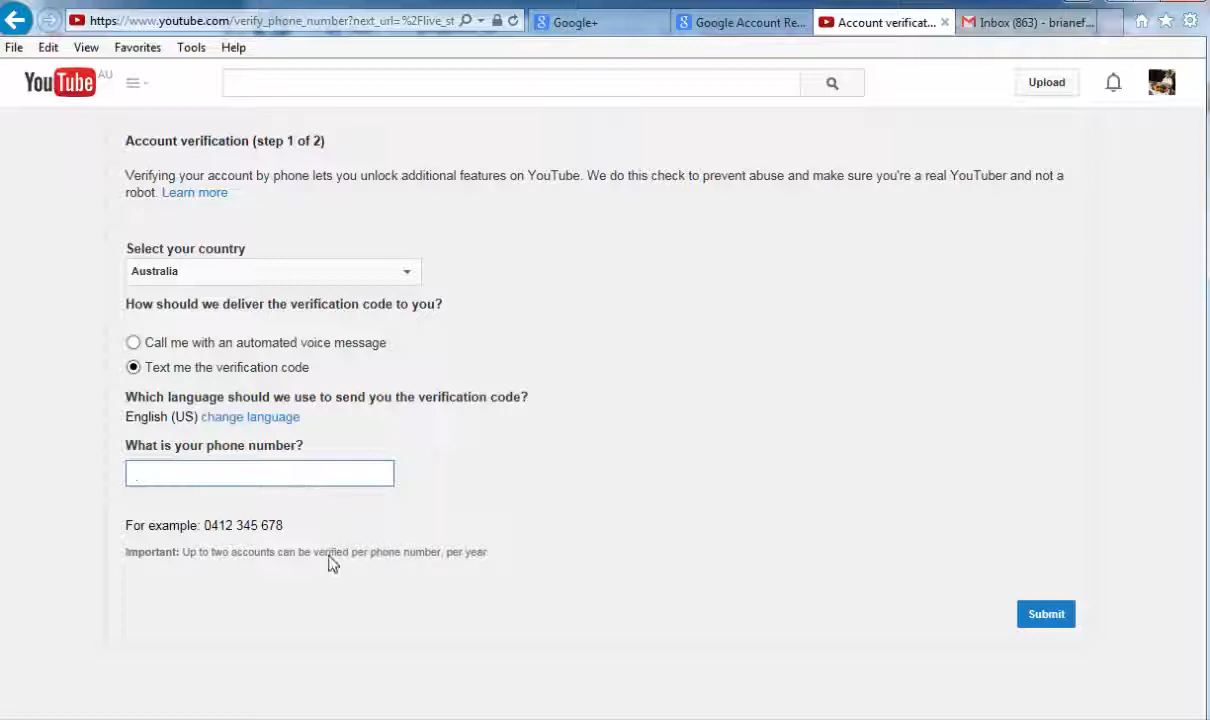 https://www.youtube.com/verify_phone_number?next_url=%2Flive_st
Google+
Google Account Re...
Account verificat...
Inbox (863) - brianef...
File Edit View Favorites Tools Help
YouTube AU
Upload
Account verification (step 1 of 2)
Verifying your account by phone lets you unlock additional features on YouTube. We do this check to prevent abuse and make sure you're a real YouTuber and not a
robot. Learn more
Select your country
Australia
How should we deliver the verification code to you?
Call me with an automated voice message
Text me the verification code
Which language should we use to send you the verification code?
English (US) change language
What is your phone number?
For example: 0412 345 678
Important: Up to two accounts can be verified per phone number, per year
Submit